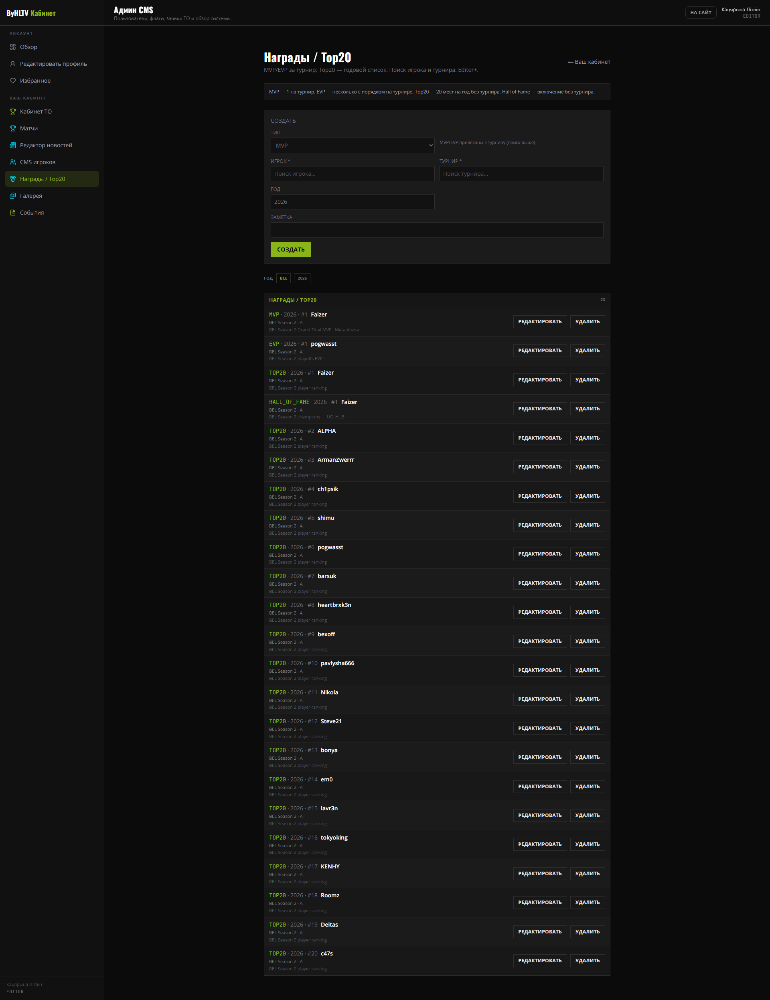 ByHLTV Кабинет
Админ CMS
Пользователи, флаги, заявки ТО и обзор системы.
НА САЙТ
Кацярына Літвін
EDITOR
АККАУНТ
Обзор
Редактировать профиль
Избранное
ВАШ КАБИНЕТ
Кабинет ТО
Матчи
Редактор новостей
CMS игроков
Награды / Top20
Галерея
События
Награды / Top20
MVP/EVP за турнир; Top20 — годовой список. Поиск игрока и турнира. Editor+.
← Ваш кабинет
MVP — 1 на турнир. EVP — несколько с порядком на турнире. Top20 — 20 мест на год без турнира. Hall of Fame — включение без турнира.
СОЗДАТЬ
ТИП
MVP
MVP/EVP привязаны к турниру (поиск выше).
ИГРОК *
ТУРНИР *
Поиск игрока...
Поиск турнира...
ГОД
2026
ЗАМЕТКА
СОЗДАТЬ
ГОД ВСЕ 2026
НАГРАДЫ / TOP20 23
MVP · 2026 · #1 Faizer
BEL Season 2 · A
BEL Season 2 Grand Final MVP · Meta Arena
РЕДАКТИРОВАТЬ УДАЛИТЬ
EVP · 2026 · #1 pogwasst
BEL Season 2 · A
BEL Season 2 playoffs EVP
РЕДАКТИРОВАТЬ УДАЛИТЬ
TOP20 · 2026 · #1 Faizer
BEL Season 2 · A
BEL Season 2 player ranking
РЕДАКТИРОВАТЬ УДАЛИТЬ
HALL_OF_FAME · 2026 · #1 Faizer
BEL Season 2 · A
BEL Season 2 champions — UG_HUB
РЕДАКТИРОВАТЬ УДАЛИТЬ
TOP20 · 2026 · #2 ALPHA
BEL Season 2 · A
BEL Season 2 player ranking
РЕДАКТИРОВАТЬ УДАЛИТЬ
TOP20 · 2026 · #3 ArmanZwerrr
BEL Season 2 · A
BEL Season 2 player ranking
РЕДАКТИРОВАТЬ УДАЛИТЬ
TOP20 · 2026 · #4 ch1psik
BEL Season 2 · A
BEL Season 2 player ranking
РЕДАКТИРОВАТЬ УДАЛИТЬ
TOP20 · 2026 · #5 shimu
BEL Season 2 · A
BEL Season 2 player ranking
РЕДАКТИРОВАТЬ УДАЛИТЬ
TOP20 · 2026 · #6 pogwasst
BEL Season 2 · A
BEL Season 2 player ranking
РЕДАКТИРОВАТЬ УДАЛИТЬ
TOP20 · 2026 · #7 barsuk
BEL Season 2 · A
BEL Season 2 player ranking
РЕДАКТИРОВАТЬ УДАЛИТЬ
TOP20 · 2026 · #8 heartbrxk3n
BEL Season 2 · A
BEL Season 2 player ranking
РЕДАКТИРОВАТЬ УДАЛИТЬ
TOP20 · 2026 · #9 bexoff
BEL Season 2 · A
BEL Season 2 player ranking
РЕДАКТИРОВАТЬ УДАЛИТЬ
TOP20 · 2026 · #10 pavlysha666
BEL Season 2 · A
BEL Season 2 player ranking
РЕДАКТИРОВАТЬ УДАЛИТЬ
TOP20 · 2026 · #11 Nikola
BEL Season 2 · A
BEL Season 2 player ranking
РЕДАКТИРОВАТЬ УДАЛИТЬ
TOP20 · 2026 · #12 Steve21
BEL Season 2 · A
BEL Season 2 player ranking
РЕДАКТИРОВАТЬ УДАЛИТЬ
TOP20 · 2026 · #13 bonya
BEL Season 2 · A
BEL Season 2 player ranking
РЕДАКТИРОВАТЬ УДАЛИТЬ
TOP20 · 2026 · #14 em0
BEL Season 2 · A
BEL Season 2 player ranking
РЕДАКТИРОВАТЬ УДАЛИТЬ
TOP20 · 2026 · #15 lavr3n
BEL Season 2 · A
BEL Season 2 player ranking
РЕДАКТИРОВАТЬ УДАЛИТЬ
TOP20 · 2026 · #16 tokyoking
BEL Season 2 · A
BEL Season 2 player ranking
РЕДАКТИРОВАТЬ УДАЛИТЬ
TOP20 · 2026 · #17 KENHY
BEL Season 2 · A
BEL Season 2 player ranking
РЕДАКТИРОВАТЬ УДАЛИТЬ
TOP20 · 2026 · #18 Roomz
BEL Season 2 · A
BEL Season 2 player ranking
РЕДАКТИРОВАТЬ УДАЛИТЬ
TOP20 · 2026 · #19 Deitas
BEL Season 2 · A
BEL Season 2 player ranking
РЕДАКТИРОВАТЬ УДАЛИТЬ
TOP20 · 2026 · #20 c47s
BEL Season 2 · A
BEL Season 2 player ranking
РЕДАКТИРОВАТЬ УДАЛИТЬ
Кацярына Літвін
EDITOR